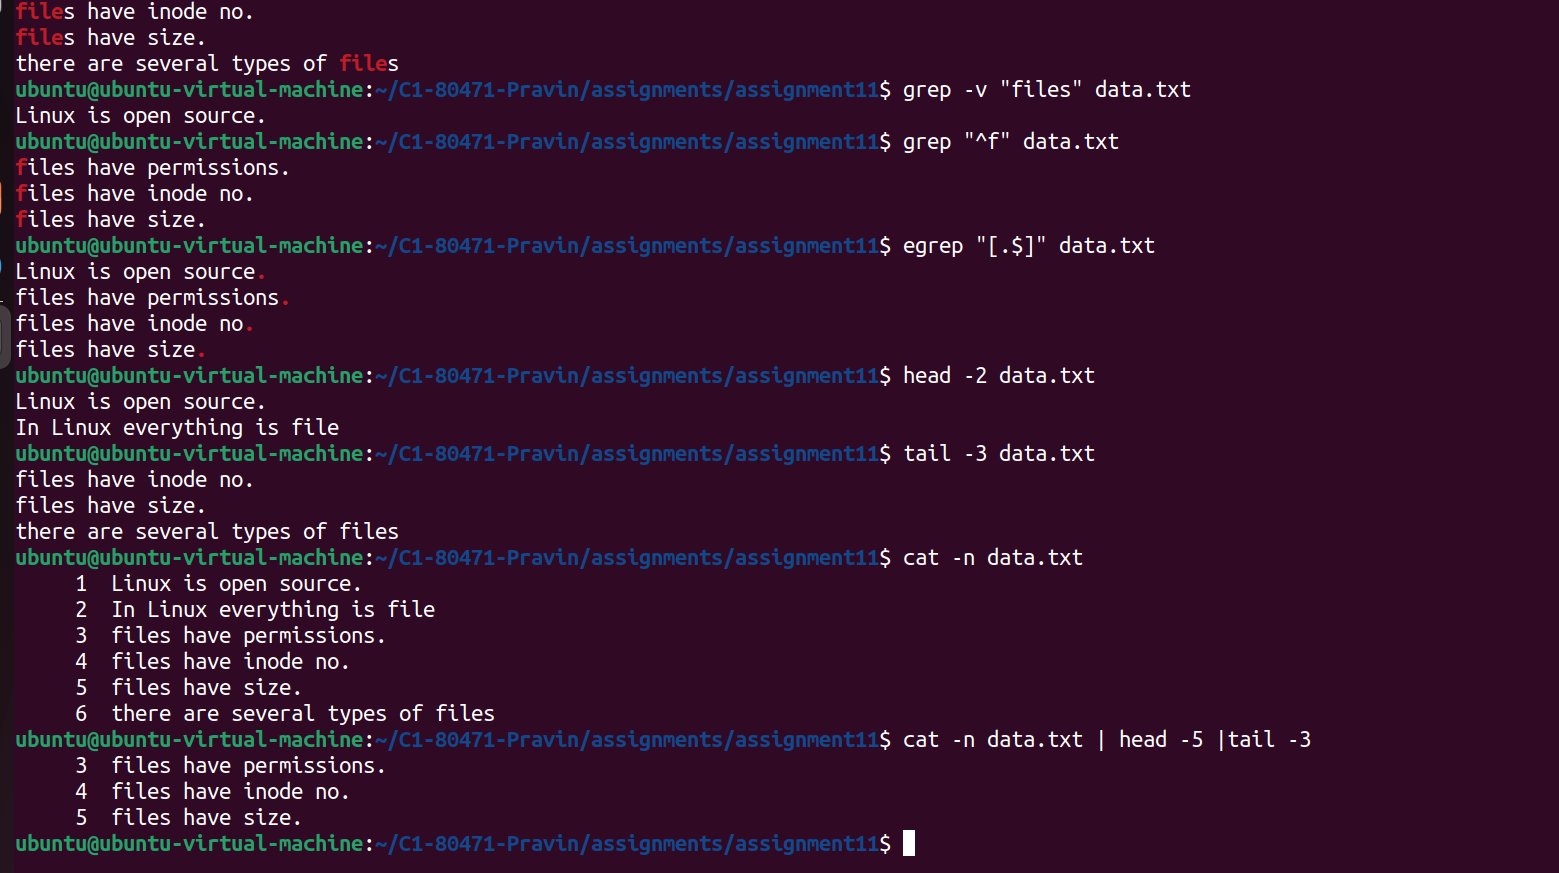 files have inode no.
files have size.
there are several types of files
ubuntu@ubuntu-virtual-machine:~/C1-80471-Pravin/assignments/assignment11$ grep -v "files" data.txt
Linux is open source.
ubuntu@ubuntu-virtual-machine:~/C1-80471-Pravin/assignments/assignment11$ grep "^f" data.txt
files have permissions.
files have inode no.
files have size.
ubuntu@ubuntu-virtual-machine:~/C1-80471-Pravin/assignments/assignment11$ egrep "[.$]" data.txt
Linux is open source.
files have permissions.
files have inode no.
files have size.
ubuntu@ubuntu-virtual-machine:~/C1-80471-Pravin/assignments/assignment11$ head -2 data.txt
Linux is open source.
In Linux everything is file
ubuntu@ubuntu-virtual-machine:~/C1-80471-Pravin/assignments/assignment11$ tail -3 data.txt
files have inode no.
files have size.
there are several types of files
ubuntu@ubuntu-virtual-machine:~/C1-80471-Pravin/assignments/assignment11$ cat -n data.txt
     1  Linux is open source.
     2  In Linux everything is file
     3  files have permissions.
     4  files have inode no.
     5  files have size.
     6  there are several types of files
ubuntu@ubuntu-virtual-machine:~/C1-80471-Pravin/assignments/assignment11$ cat -n data.txt | head -5 |tail -3
     3  files have permissions.
     4  files have inode no.
     5  files have size.
ubuntu@ubuntu-virtual-machine:~/C1-80471-Pravin/assignments/assignment11$